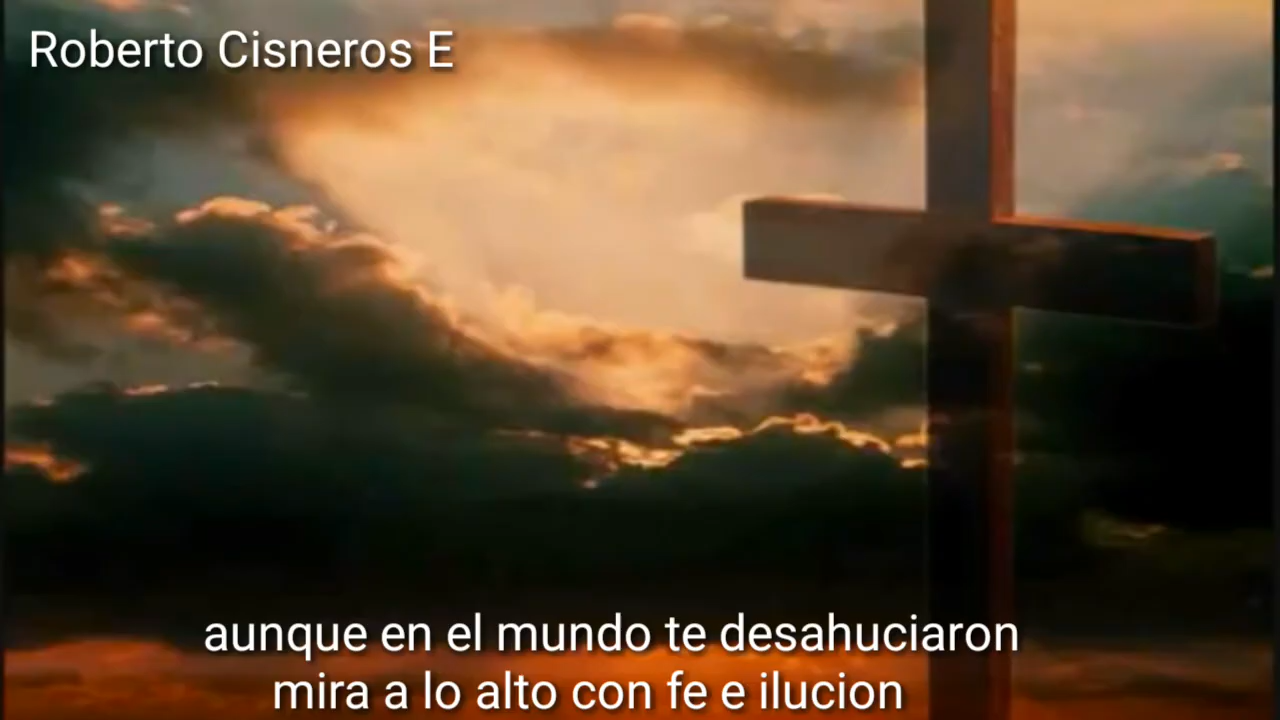 Roberto Cisneros E
aunque en el mundo te desahuciaron
mira a lo alto con fe e ilucion